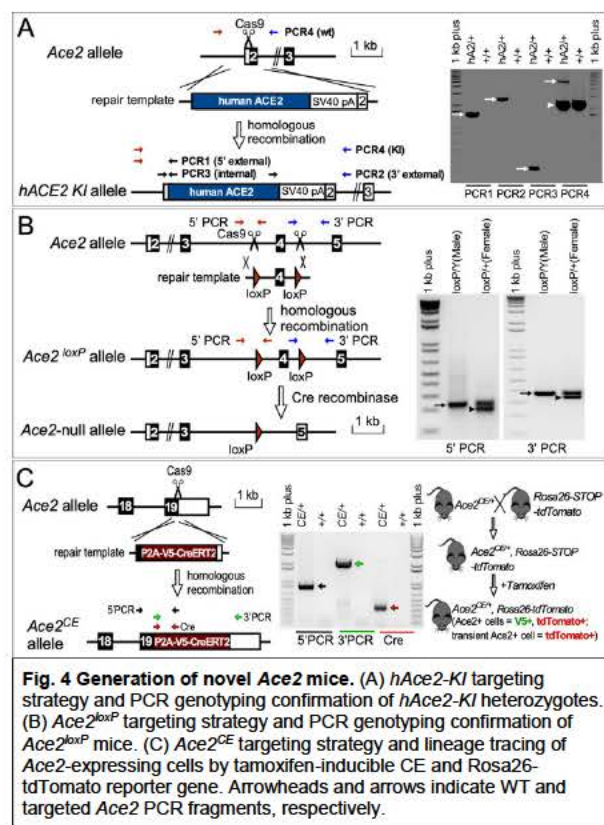 A
Cas9
PCR4 (wt)
Ace2 allele
2
3
1 kb
repair template
human ACE2
SV40 pA
2
homologous
recombination
PCR1 (5' external)
PCR3 (internal)
PCR4 (KI)
PCR2 (3' external)
hACE2 KI allele
human ACE2
SV40 pA
2
3
1 kb plus
hA2/+
+/+
hA2/+
+/+
hA2/+
+/+
hA2/+
+/+
1 kb plus
PCR1 PCR2 PCR3 PCR4
B
5' PCR
3' PCR
Cas9
Ace2 allele
2
3
4
5
repair template
4
loxP loxP
homologous
recombination
1 kb
5' PCR
3' PCR
Ace2 loxP
2
3
4
5
loxP loxP
Cre recombinase
Ace2-null allele
2
3
5
1 kb
loxP
1 kb plus
loxP/Y(Male)
loxP/+(Female)
1 kb plus
loxP/Y(Male)
loxP/+(Female)
5' PCR
3' PCR
C
Cas9
Ace2 allele
18
19
1 kb
repair template
P2A-V5-CreERT2
homologous
recombination
5'PCR
3'PCR
Cre
Ace2CE
allele
18
19
P2A-V5-CreERT2
1 kb plus
CE/+
+/+
CE/+
+/+
CE/+
+/+
1 kb plus
5'PCR 3'PCR Cre
Ace2CE/+
Rosa26-STOP
-tdTomato
Ace2CE/+, Rosa26-STOP
-tdTomato
+Tamoxifen
Ace2CE/+, Rosa26-tdTomato
(Ace2+ cells = V5+, tdTomato+;
transient Ace2+ cell = tdTomato+)
Fig. 4 Generation of novel Ace2 mice. (A) hAce2-KI targeting
strategy and PCR genotyping confirmation of hAce2-KI heterozygotes.
(B) Ace2loxP targeting strategy and PCR genotyping confirmation of
Ace2loxP mice. (C) Ace2CE targeting strategy and lineage tracing of
Ace2-expressing cells by tamoxifen-inducible CE and Rosa26-
tdTomato reporter gene. Arrowheads and arrows indicate WT and
targeted Ace2 PCR fragments, respectively.